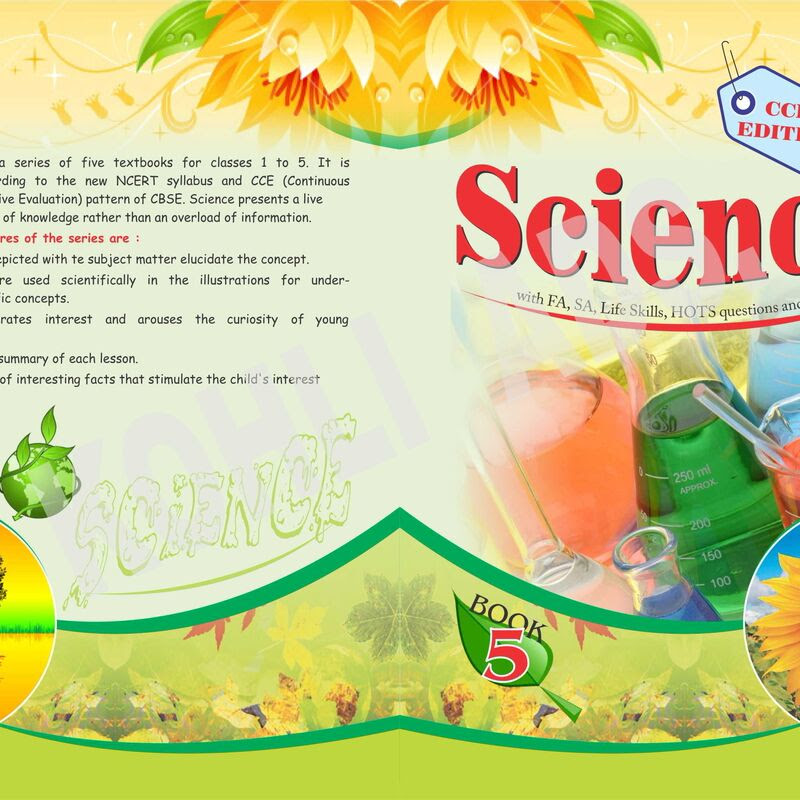 a series of five textbooks for classes 1 to 5. It is
rding to the new NCERT syllabus and CCE (Continuous
ive Evaluation) pattern of CBSE. Science presents a live
of knowledge rather than an overload of information.
res of the series are :
epicted with te subject matter elucidate the concept.
re used scientifically in the illustrations for under-
fic concepts.
rates interest and arouses the curiosity of young
summary of each lesson.
of interesting facts that stimulate the child's interest
SCiENCE
CCE
EDITI
Scienc
with FA, SA, Life Skills, HOTS questions and
250 ml
APPROX.
200
150
100
BOOK
5
KOHLI ADS